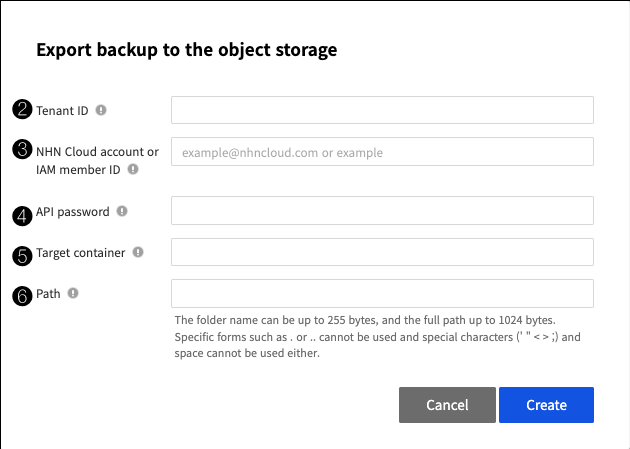 Export backup to the object storage
❷ Tenant ID
❸ NHN Cloud account or
IAM member ID
example@nhncloud.com or example
❹ API password
❺ Target container
❻ Path
The folder name can be up to 255 bytes, and the full path up to 1024 bytes.
Specific forms such as . or .. cannot be used and special characters (' " < > ;) and
space cannot be used either.
Cancel
Create